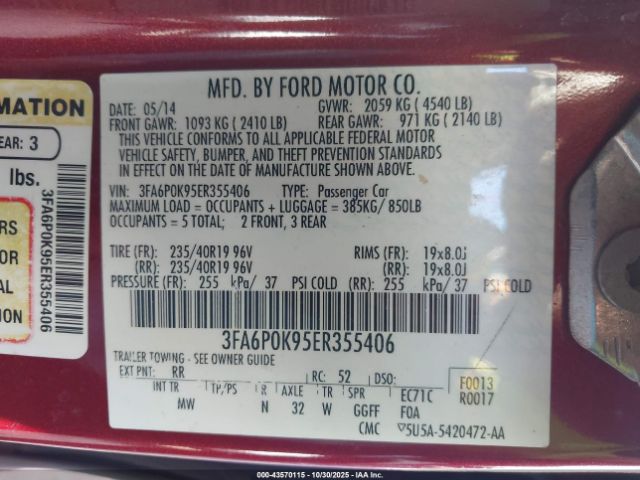 MFD. BY FORD MOTOR CO.
DATE: 05/14 GVWR: 2059 KG ( 4540 LB)
FRONT GAWR: 1093 KG ( 2410 LB) REAR GAWR: 971 KG ( 2140 LB)
THIS VEHICLE CONFORMS TO ALL APPLICABLE FEDERAL MOTOR
VEHICLE SAFETY, BUMPER, AND THEFT PREVENTION STANDARDS
IN EFFECT ON THE DATE OF MANUFACTURE SHOWN ABOVE.
VIN: 3FA6P0K95ER355406 TYPE: Passenger Car
MAXIMUM LOAD = OCCUPANTS + LUGGAGE = 385KG/ 850LB
OCCUPANTS = 5 TOTAL; 2 FRONT, 3 REAR
TIRE (FR): 235/40R19 96V RIMS (FR): 19x8.0J
(RR): 235/40R19 96V (RR): 19x8.0J
PRESSURE (FR): 255 kPa/ 37 PSI COLD (RR): 255 kPa/ 37 PSI COLD
3FA6P0K95ER355406
TRAILER TOWING - SEE OWNER GUIDE
EXT PNT: RR RC: 52 DSO: F0013
INT TR TP/PS R AXLE TR SPR EC71C R0017
MW N 32 W GGFF F0A
CMC 5U5A-5420472-AA
RMATION
EAR: 3
lbs.
3FA6P0K95ER355406
RS
OR
AL
TION
000-43570115 - 10/30/2025 - IAAI.COM